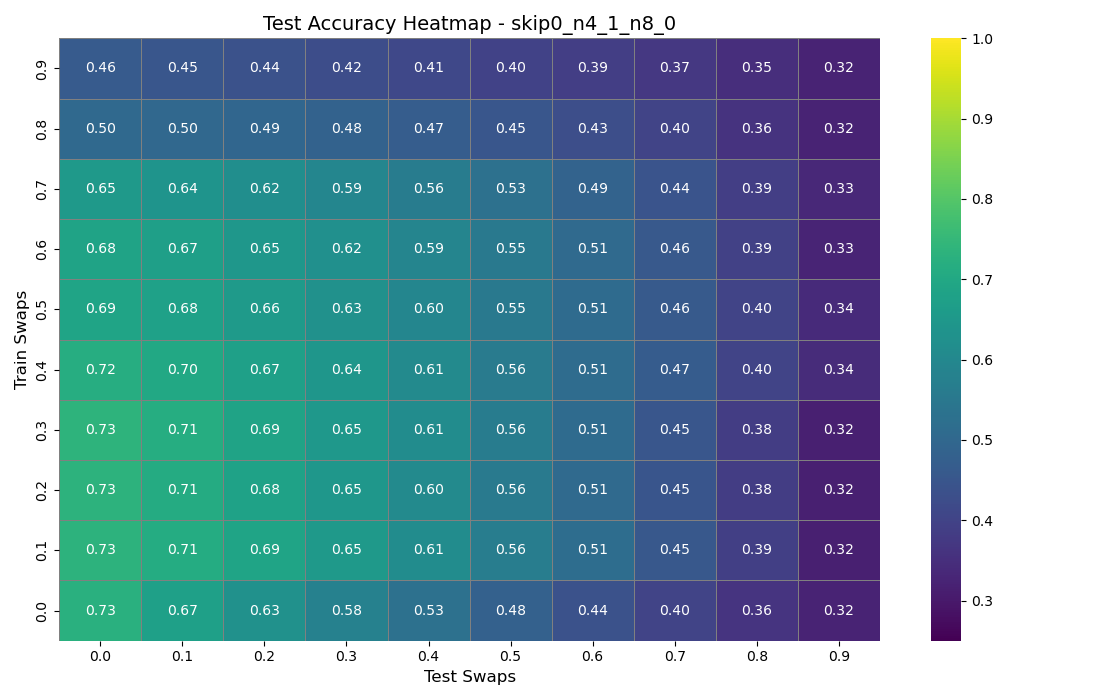 Test Accuracy Heatmap - skip0_n4_1_n8_0
Train Swaps
0.9 0.46 0.45 0.44 0.42 0.41 0.40 0.39 0.37 0.35 0.32
0.8 0.50 0.50 0.49 0.48 0.47 0.45 0.43 0.40 0.36 0.32
0.7 0.65 0.64 0.62 0.59 0.56 0.53 0.49 0.44 0.39 0.33
0.6 0.68 0.67 0.65 0.62 0.59 0.55 0.51 0.46 0.39 0.33
0.5 0.69 0.68 0.66 0.63 0.60 0.55 0.51 0.46 0.40 0.34
0.4 0.72 0.70 0.67 0.64 0.61 0.56 0.51 0.47 0.40 0.34
0.3 0.73 0.71 0.69 0.65 0.61 0.56 0.51 0.45 0.38 0.32
0.2 0.73 0.71 0.68 0.65 0.60 0.56 0.51 0.45 0.38 0.32
0.1 0.73 0.71 0.69 0.65 0.61 0.56 0.51 0.45 0.39 0.32
0.0 0.73 0.67 0.63 0.58 0.53 0.48 0.44 0.40 0.36 0.32
0.0 0.1 0.2 0.3 0.4 0.5 0.6 0.7 0.8 0.9
Test Swaps
1.0
0.9
0.8
0.7
0.6
0.5
0.4
0.3